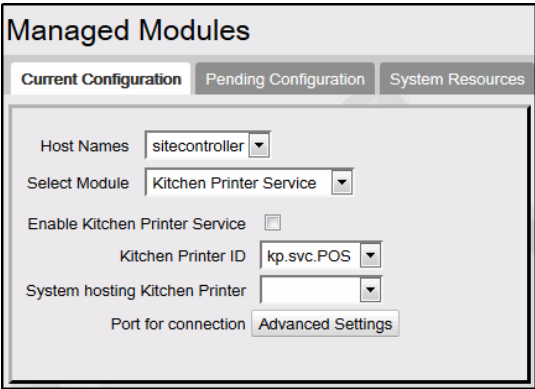 Managed Modules
Current Configuration Pending Configuration System Resources
Host Names sitecontroller
Select Module Kitchen Printer Service
Enable Kitchen Printer Service
Kitchen Printer ID kp.svc.POS
System hosting Kitchen Printer
Port for connection Advanced Settings